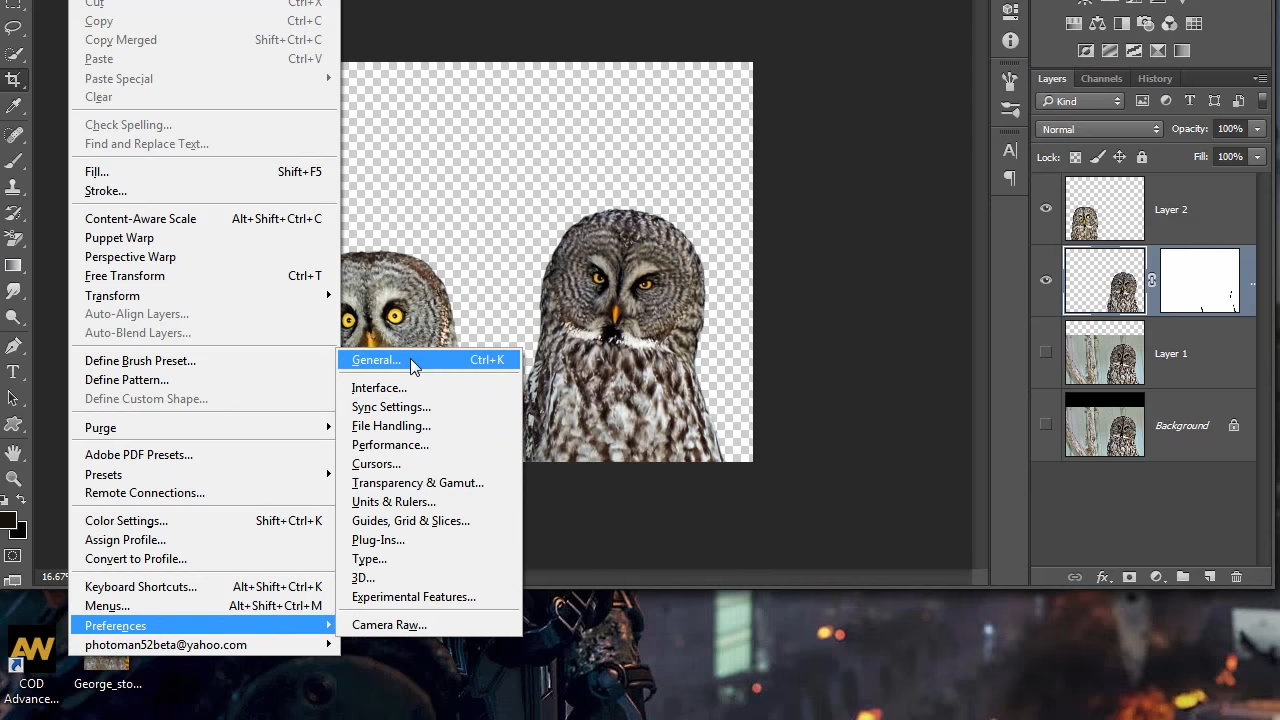 Cut Ctrl+X
Copy Ctrl+C
Copy Merged Shift+Ctrl+C
Paste Ctrl+V
Paste Special
Clear
Check Spelling...
Find and Replace Text...
Fill... Shift+F5
Stroke...
Content-Aware Scale Alt+Shift+Ctrl+C
Puppet Warp
Perspective Warp
Free Transform Ctrl+T
Transform
Auto-Align Layers...
Auto-Blend Layers...
Define Brush Preset...
Define Pattern...
Define Custom Shape...
Purge
Adobe PDF Presets...
Presets
Remote Connections...
Color Settings... Shift+Ctrl+K
Assign Profile...
Convert to Profile...
Keyboard Shortcuts... Alt+Shift+Ctrl+K
Menus... Alt+Shift+Ctrl+M
Preferences
photoman52beta@yahoo.com
General... Ctrl+K
Interface...
Sync Settings...
File Handling...
Performance...
Cursors...
Transparency & Gamut...
Units & Rulers...
Guides, Grid & Slices...
Plug-Ins...
Type...
3D...
Experimental Features...
Camera Raw...
Layers Channels History
Kind
Normal Opacity: 100%
Lock: Fill: 100%
Layer 2
...
Layer 1
Background
16.67%
AW
COD
Advance...
George_sto...